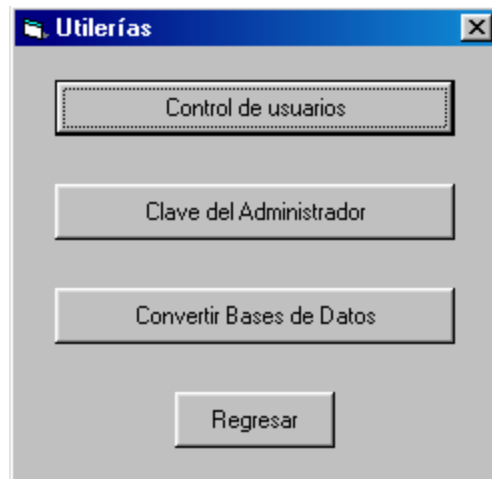 Utilerías
Control de usuarios
Clave del Administrador
Convertir Bases de Datos
Regresar